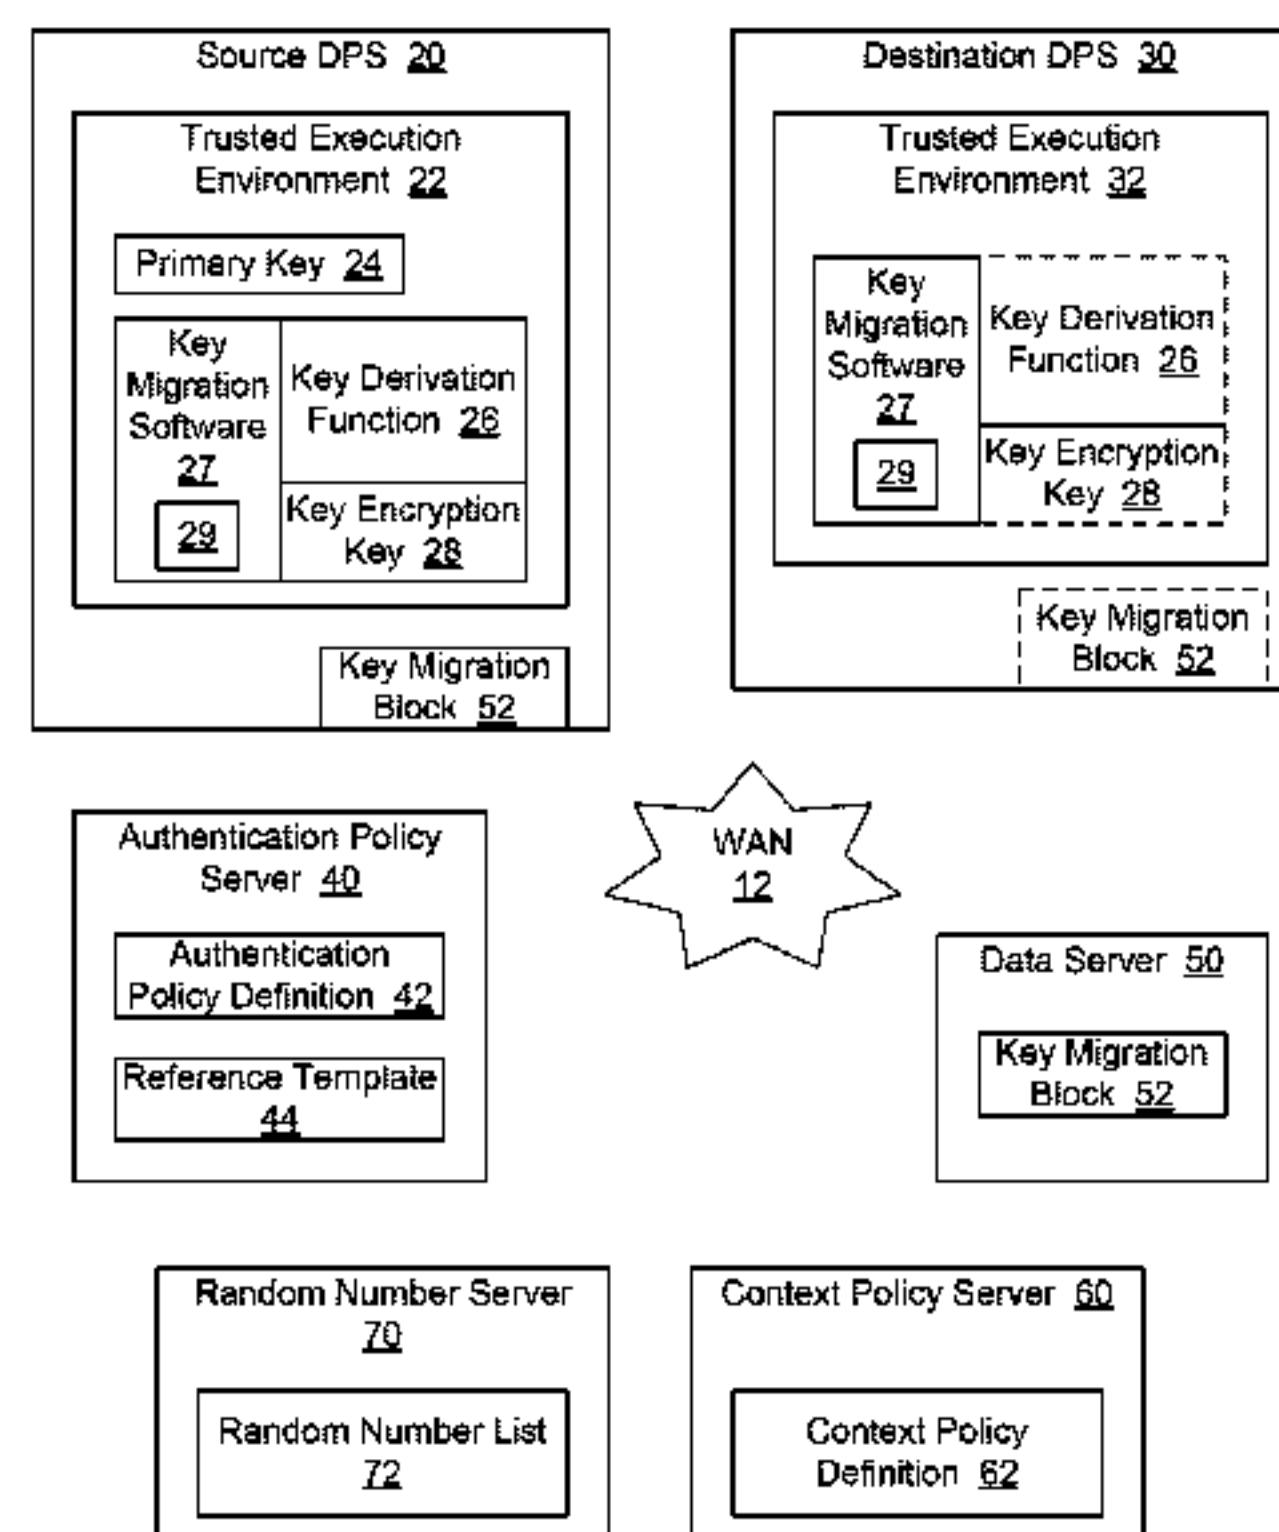 Source DPS 20
Trusted Execution
Environment 22
Primary Key 24
Key
Migration
Software
27
29
Key Derivation
Function 26
Key Encryption
Key 28
Key Migration
Block 52
Destination DPS 30
Trusted Execution
Environment 32
Key
Migration
Software
27
29
Key Derivation
Function 26
Key Encryption
Key 28
Key Migration
Block 52
WAN
12
Authentication Policy
Server 40
Authentication
Policy Definition 42
Reference Template
44
Data Server 50
Key Migration
Block 52
Random Number Server
70
Random Number List
72
Context Policy Server 60
Context Policy
Definition 62